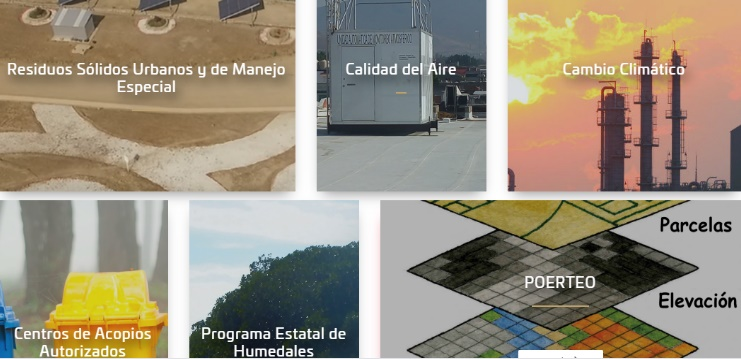 Residuos Sólidos Urbanos y de Manejo
Especial
Calidad del Aire
Cambio Climático
Centros de Acopios
Autorizados
Programa Estatal de
Humedales
POERTEO
Parcelas
Elevación